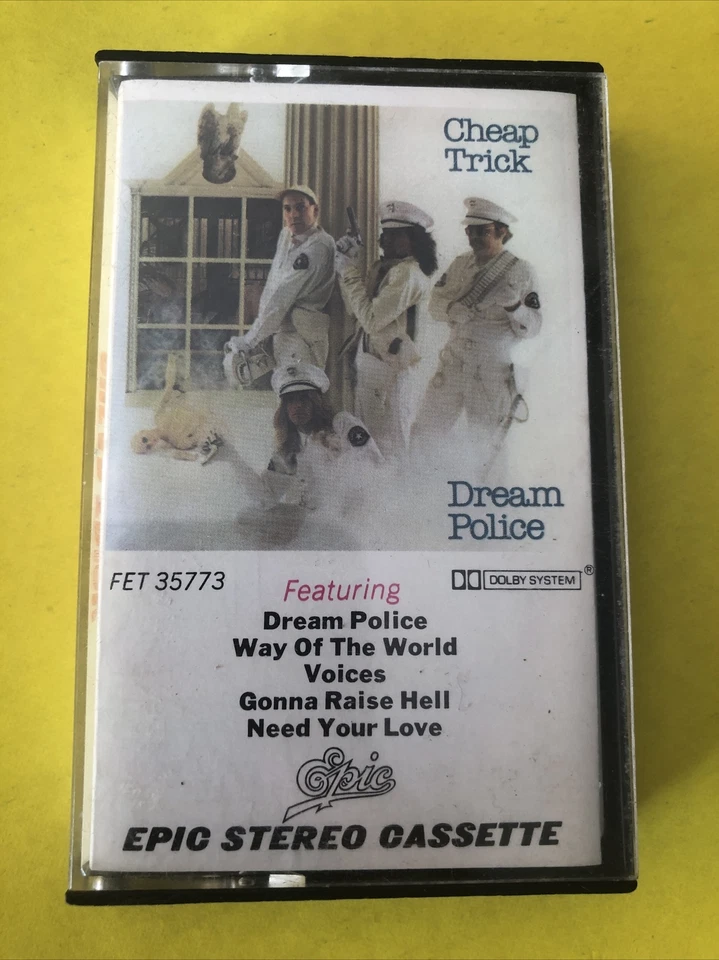 Cheap
Trick
Dream
Police
FET 35773
DOLBY SYSTEM ®
Featuring
Dream Police
Way Of The World
Voices
Gonna Raise Hell
Need Your Love
Epic
EPIC STEREO CASSETTE